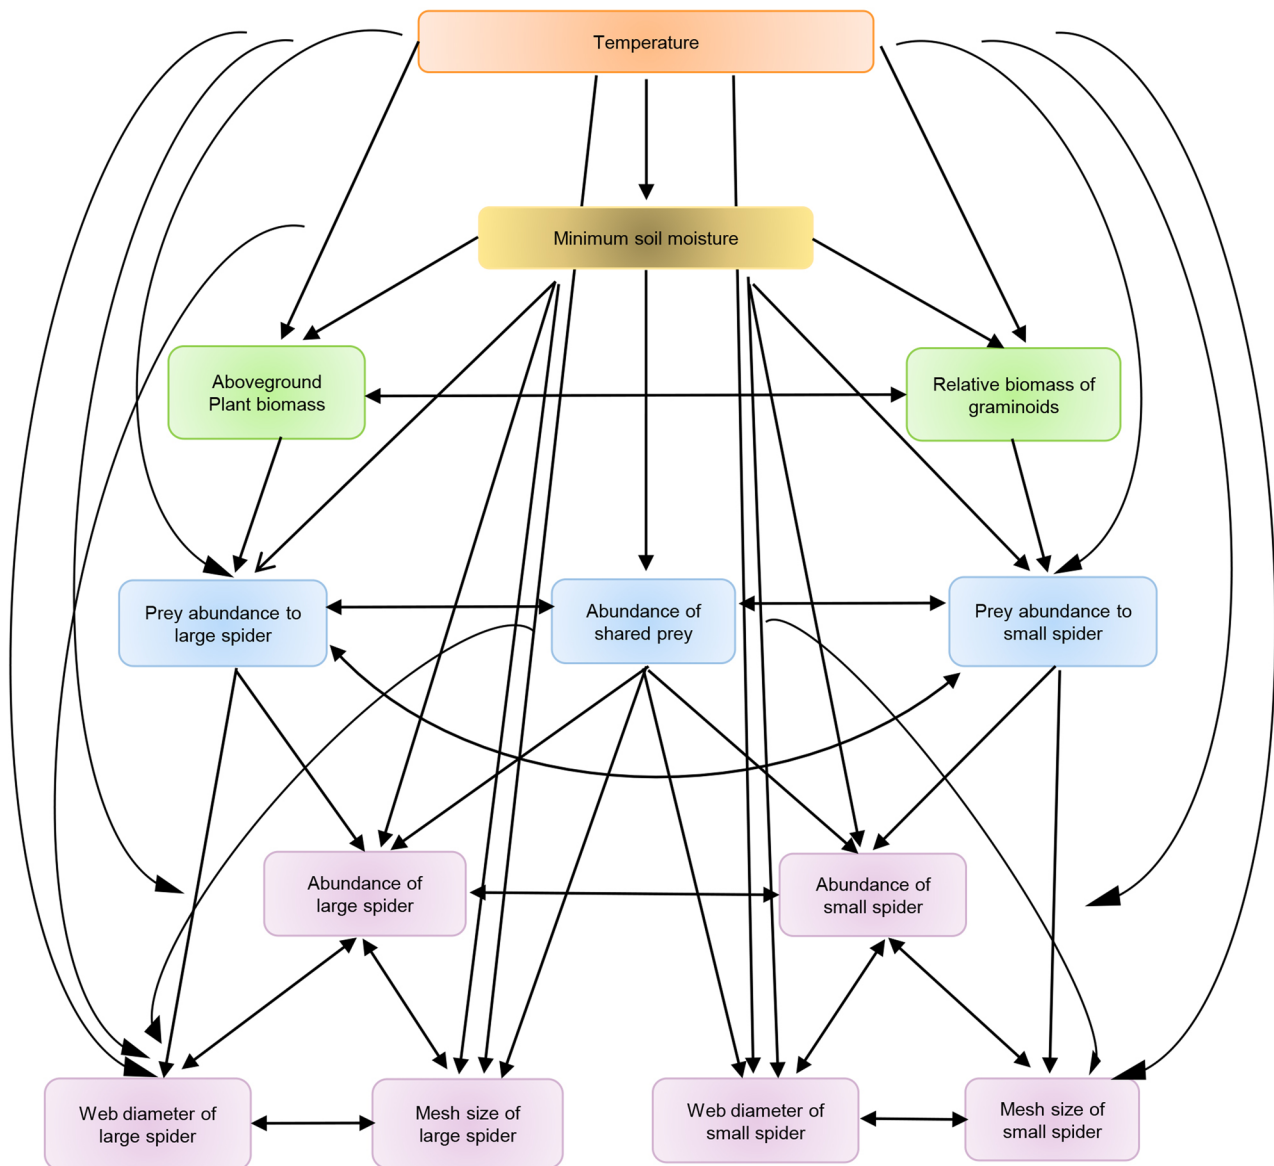 Temperature
Minimum soil moisture
Aboveground
Plant biomass
Relative biomass of
graminoids
Prey abundance to
large spider
Abundance of
shared prey
Prey abundance to
small spider
Abundance of
large spider
Abundance of
small spider
Web diameter of
large spider
Mesh size of
large spider
Web diameter of
small spider
Mesh size of
small spider